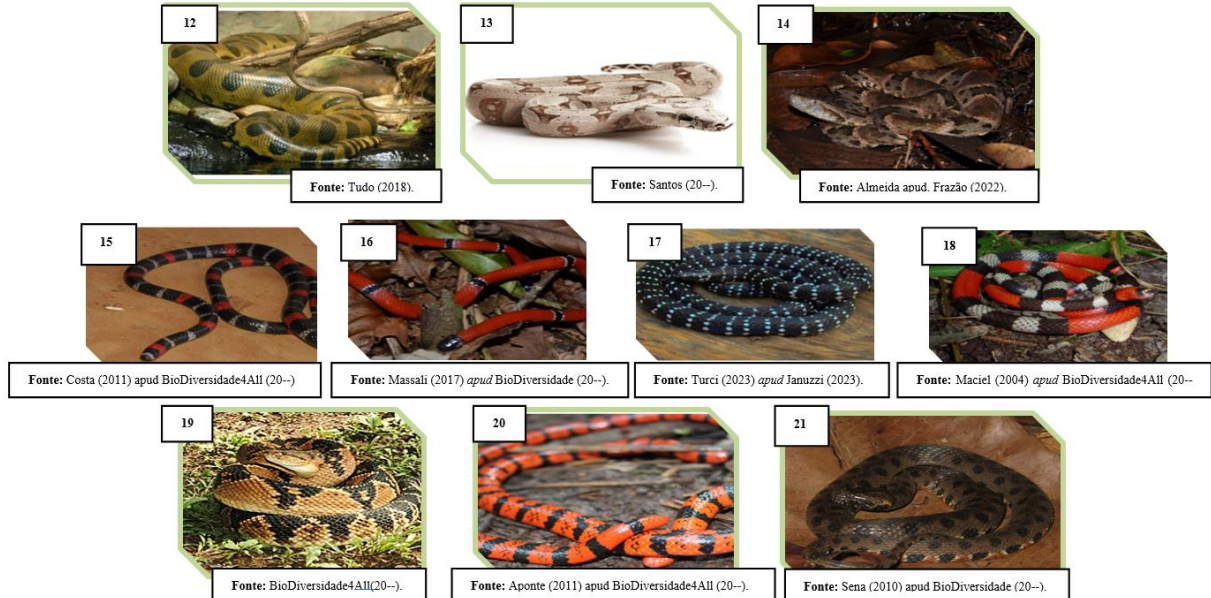 12
13
14
Fonte: Tudo (2018).
Fonte: Santos (20--).
Fonte: Almeida apud. Frazão (2022).
15
16
17
18
Fonte: Costa (2011) apud BioDiversidade4All (20--)
Fonte: Massali (2017) apud BioDiversidade (20--).
Fonte: Turci (2023) apud Januzzi (2023).
Fonte: Maciel (2004) apud BioDiversidade4All (20--
19
20
21
Fonte: BioDiversidade4All(20--).
Fonte: Aponte (2011) apud BioDiversidade4All (20--).
Fonte: Sena (2010) apud BioDiversidade (20--).